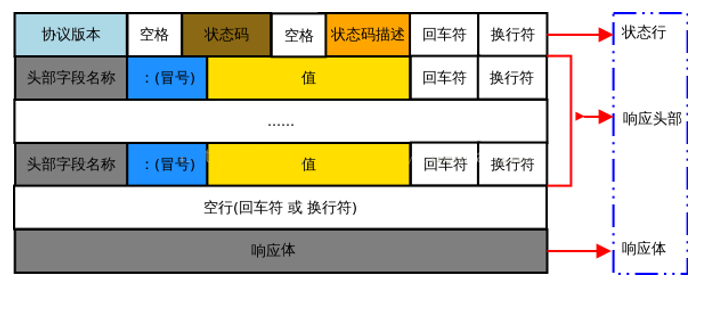 协议版本 空格 状态码 空格 状态码描述 回车符 换行符 状态行
头部字段名称 ：(冒号) 值 回车符 换行符
...... 响应头部
头部字段名称 ：(冒号) 值 回车符 换行符
空行(回车符 或 换行符)
响应体 响应体